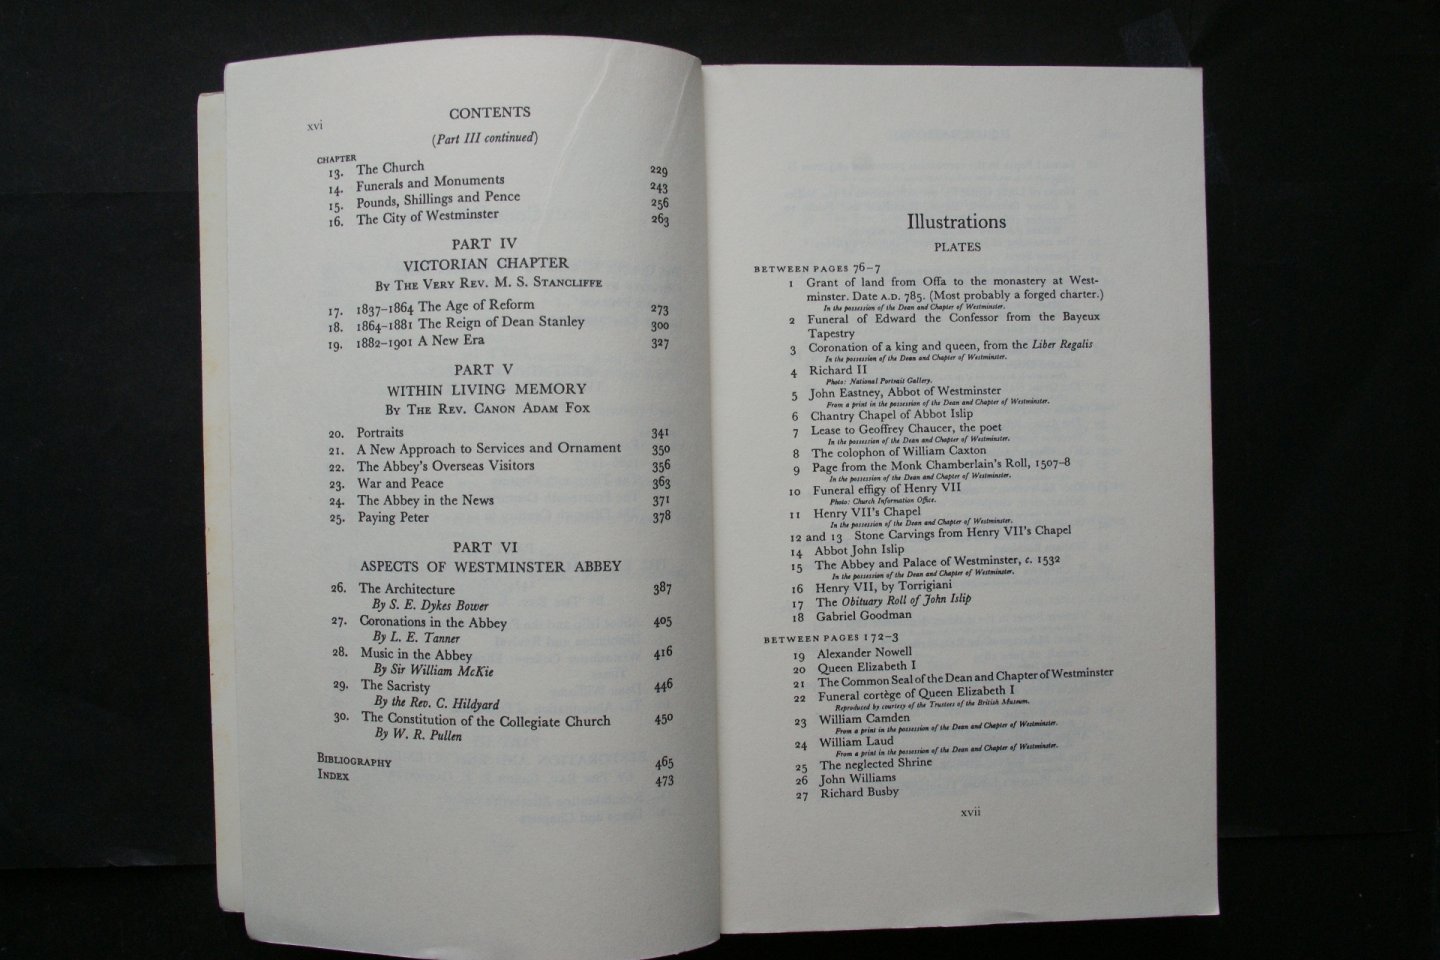 xvi
CONTENTS
(Part III continued)
CHAPTER
13. The Church 229
14. Funerals and Monuments 243
15. Pounds, Shillings and Pence 256
16. The City of Westminster 263
PART IV
VICTORIAN CHAPTER
By The Very Rev. M. S. Stancliffe
17. 1837–1864 The Age of Reform 273
18. 1864–1881 The Reign of Dean Stanley 300
19. 1882–1901 A New Era 327
PART V
WITHIN LIVING MEMORY
By The Rev. Canon Adam Fox
20. Portraits 341
21. A New Approach to Services and Ornament 350
22. The Abbey's Overseas Visitors 356
23. War and Peace 363
24. The Abbey in the News 371
25. Paying Peter 378
PART VI
ASPECTS OF WESTMINSTER ABBEY
26. The Architecture 387
By S. E. Dykes Bower
27. Coronations in the Abbey 405
By L. E. Tanner
28. Music in the Abbey 416
By Sir William McKie
29. The Sacristy 446
By the Rev. C. Hildyard
30. The Constitution of the Collegiate Church 450
By W. R. Pullen
Bibliography 465
Index 473
Illustrations
PLATES
BETWEEN PAGES 76–7
1 Grant of land from Offa to the monastery at West-
minster. Date A.D. 785. (Most probably a forged charter.)
In the possession of the Dean and Chapter of Westminster.
2 Funeral of Edward the Confessor from the Bayeux
Tapestry
3 Coronation of a king and queen, from the Liber Regalis
In the possession of the Dean and Chapter of Westminster.
4 Richard II
Photo: National Portrait Gallery.
5 John Eastney, Abbot of Westminster
From a print in the possession of the Dean and Chapter of Westminster.
6 Chantry Chapel of Abbot Islip
7 Lease to Geoffrey Chaucer, the poet
In the possession of the Dean and Chapter of Westminster.
8 The colophon of William Caxton
9 Page from the Monk Chamberlain's Roll, 1507–8
In the possession of the Dean and Chapter of Westminster.
10 Funeral effigy of Henry VII
Photo: Church Information Office.
11 Henry VII's Chapel
In the possession of the Dean and Chapter of Westminster.
12 and 13 Stone Carvings from Henry VII's Chapel
14 Abbot John Islip
15 The Abbey and Palace of Westminster, c. 1532
In the possession of the Dean and Chapter of Westminster.
16 Henry VII, by Torrigiani
17 The Obituary Roll of John Islip
18 Gabriel Goodman
BETWEEN PAGES 172–3
19 Alexander Nowell
20 Queen Elizabeth I
21 The Common Seal of the Dean and Chapter of Westminster
22 Funeral cortège of Queen Elizabeth I
Reproduced by courtesy of the Trustees of the British Museum.
23 William Camden
From a print in the possession of the Dean and Chapter of Westminster.
24 William Laud
From a print in the possession of the Dean and Chapter of Westminster.
25 The neglected Shrine
26 John Williams
27 Richard Busby
xvii